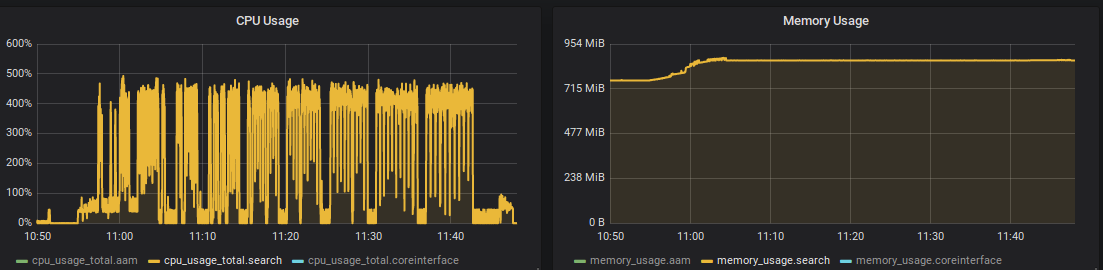 CPU Usage
600%
500%
400%
300%
200%
100%
0%
10:50 11:00 11:10 11:20 11:30 11:40
cpu_usage_total.aam cpu_usage_total.search cpu_usage_total.coreinterface
Memory Usage
954 MiB
715 MiB
477 MiB
238 MiB
0 B
10:50 11:00 11:10 11:20 11:30 11:40
memory_usage.aam memory_usage.search memory_usage.coreinterface